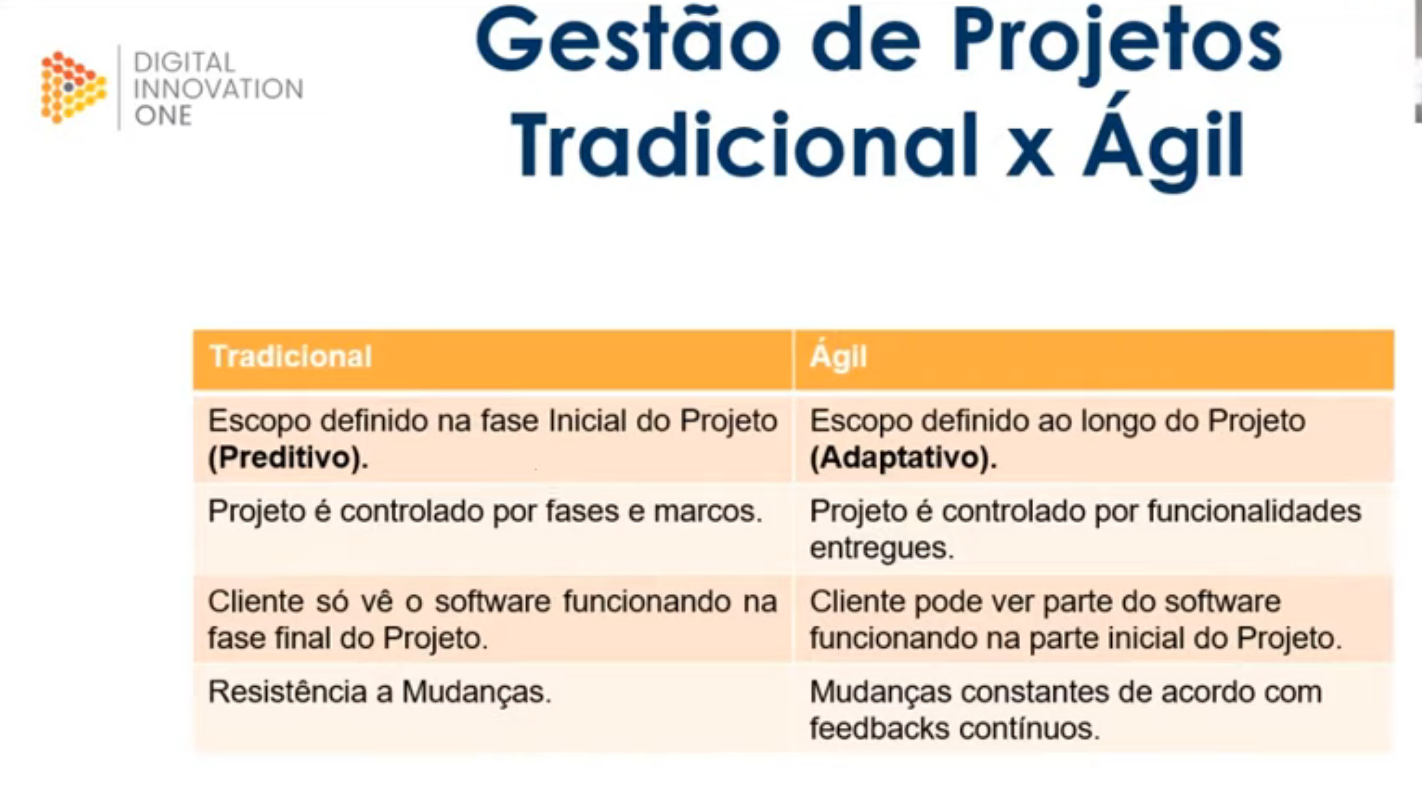 Gestão de Projetos
Tradicional x Ágil
DIGITAL
INNOVATION
ONE
Tradicional
Ágil
Escopo definido na fase Inicial do Projeto
(Preditivo).
Escopo definido ao longo do Projeto
(Adaptativo).
Projeto é controlado por fases e marcos.
Projeto é controlado por funcionalidades
entregues.
Cliente só vê o software funcionando na
fase final do Projeto.
Cliente pode ver parte do software
funcionando na parte inicial do Projeto.
Resistência a Mudanças.
Mudanças constantes de acordo com
feedbacks contínuos.